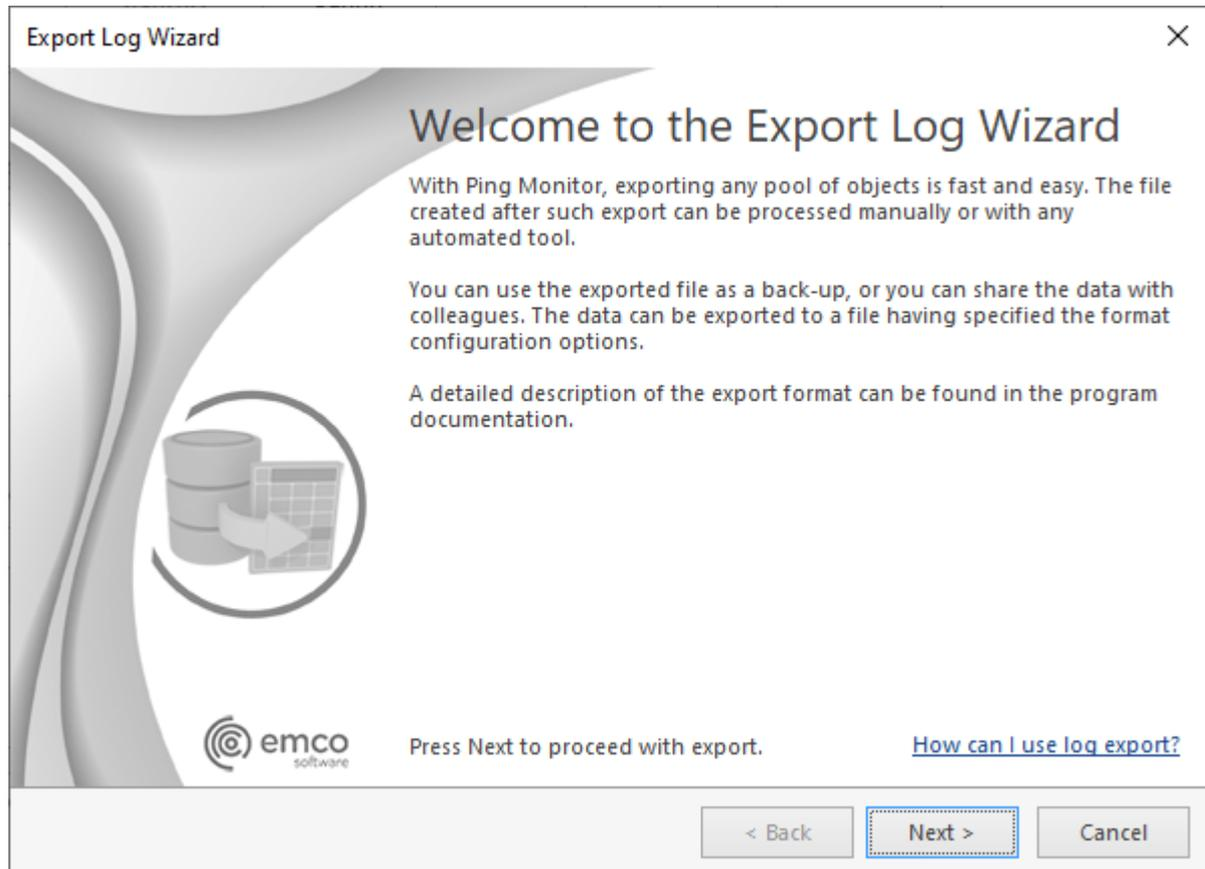 Export Log Wizard
Welcome to the Export Log Wizard
With Ping Monitor, exporting any pool of objects is fast and easy. The file
created after such export can be processed manually or with any
automated tool.
You can use the exported file as a back-up, or you can share the data with
colleagues. The data can be exported to a file having specified the format
configuration options.
A detailed description of the export format can be found in the program
documentation.
emco
software
Press Next to proceed with export.
How can I use log export?
< Back
Next >
Cancel